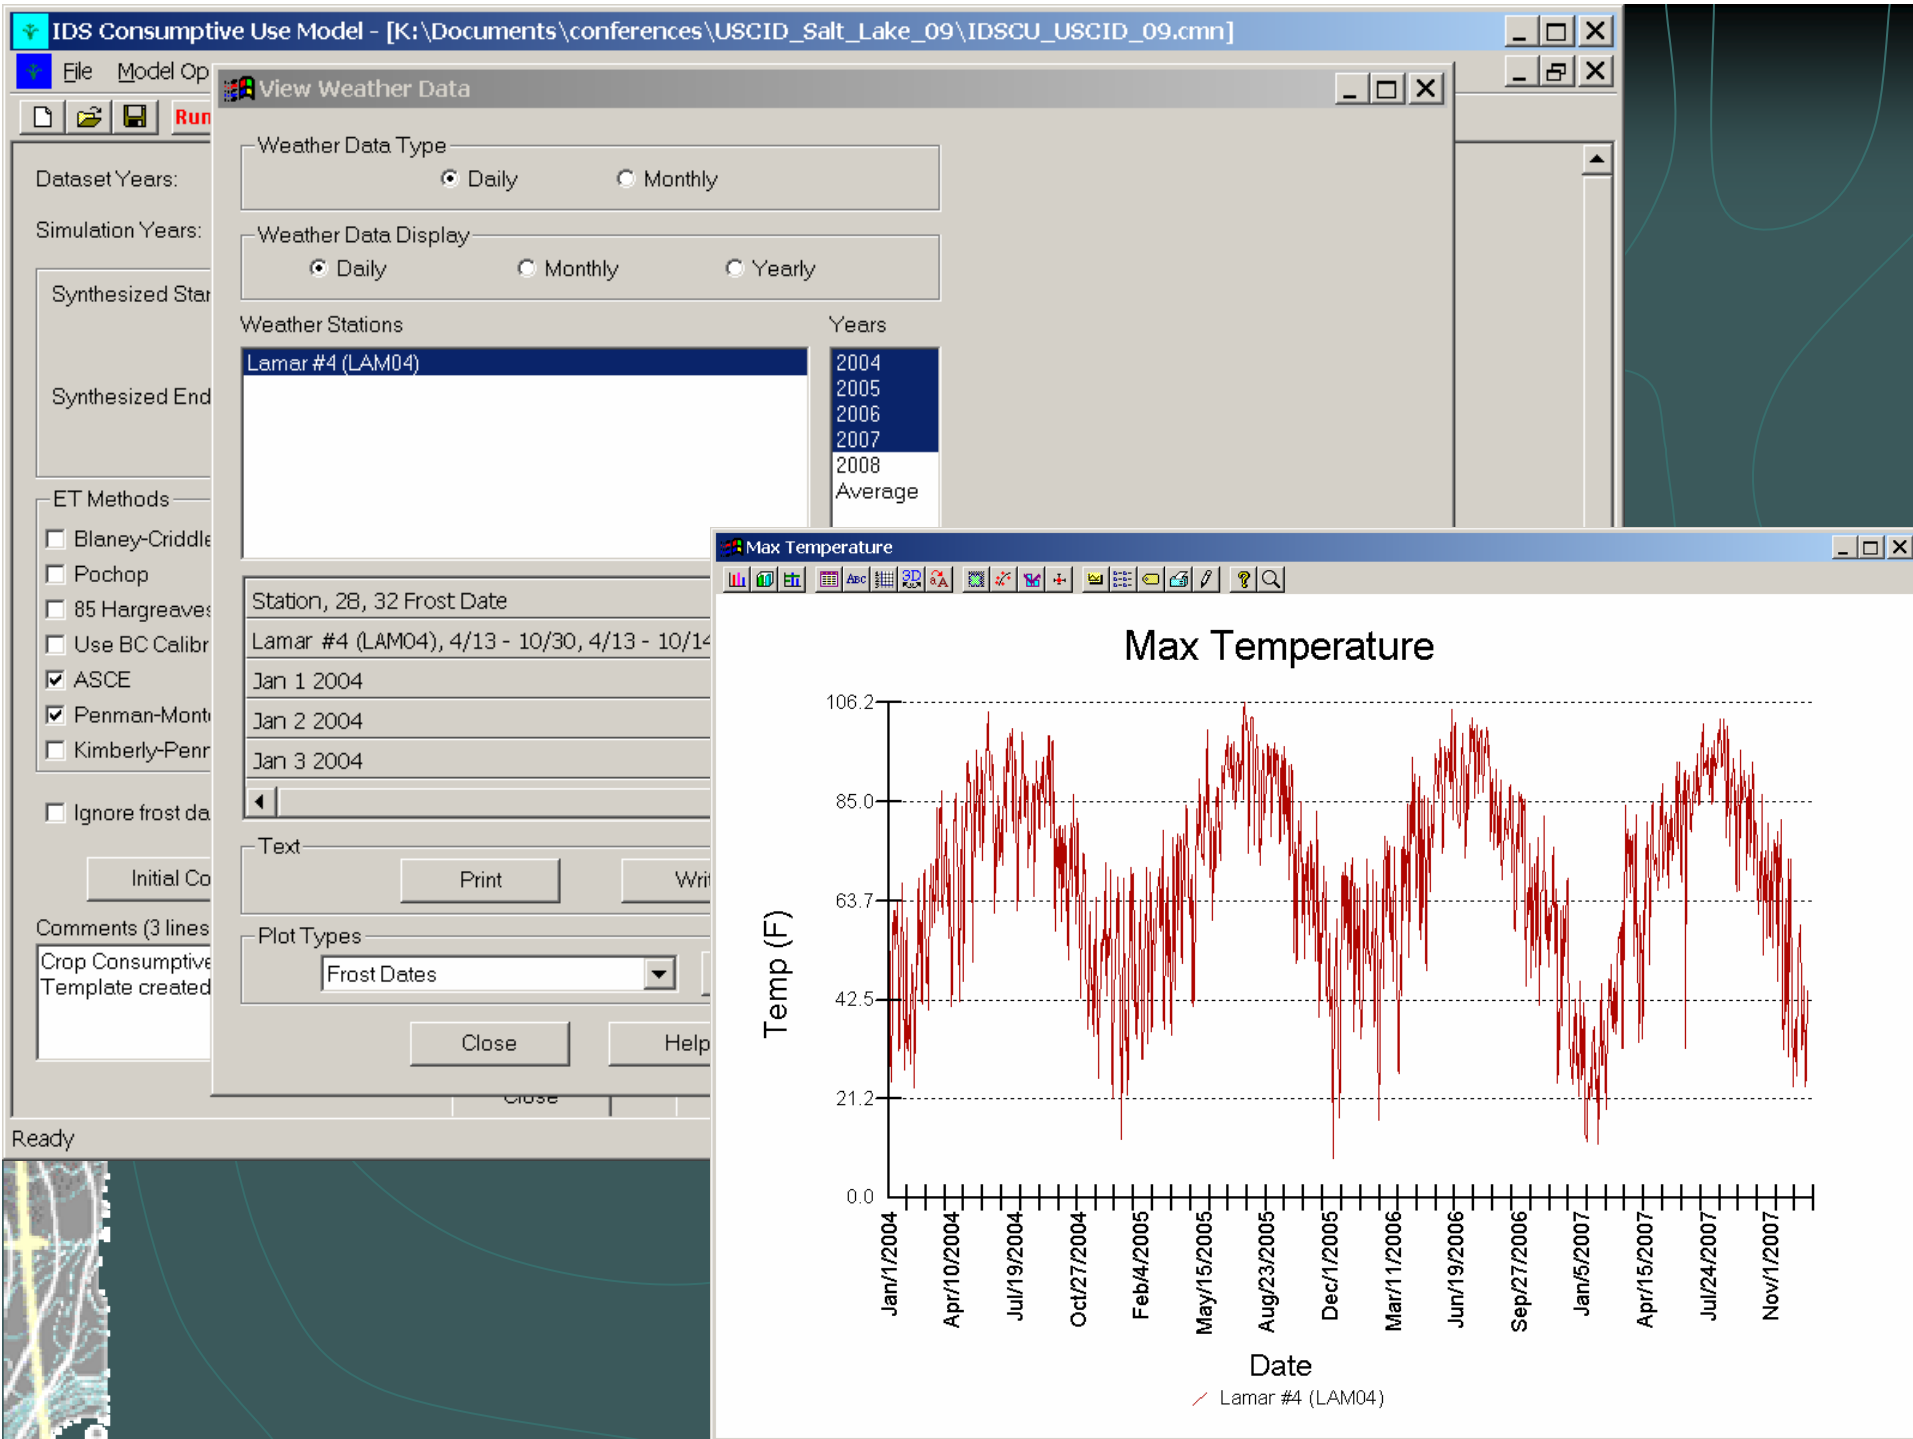 IDS Consumptive Use Model - [K:\Documents\conferences\USCID_Salt_Lake_09\IDSCU_USCID_09.cmn]
File Model Op
Run
View Weather Data
Dataset Years:
Simulation Years:
Synthesized Star
Synthesized End
ET Methods
Blaney-Criddle
Pochop
85 Hargreaves
Use BC Calibr
ASCE
Penman-Mont
Kimberly-Penr
Ignore frost da
Initial Co
Comments (3 lines
Crop Consumptive
Template created
Close
Ready
Weather Data Type
Daily Monthly
Weather Data Display
Daily Monthly Yearly
Weather Stations Years
Lamar #4 (LAM04)
2004
2005
2006
2007
2008
Average
Station, 28, 32 Frost Date
Lamar #4 (LAM04), 4/13 - 10/30, 4/13 - 10/14
Jan 1 2004
Jan 2 2004
Jan 3 2004
Text
Print Writ
Plot Types
Frost Dates
Close Help
Max Temperature
ABC 3D
Max Temperature
Temp (F)
106.2
85.0
63.7
42.5
21.2
0.0
Jan/1/2004
Apr/10/2004
Jul/19/2004
Oct/27/2004
Feb/4/2005
May/15/2005
Aug/23/2005
Dec/1/2005
Mar/11/2006
Jun/19/2006
Sep/27/2006
Jan/5/2007
Apr/15/2007
Jul/24/2007
Nov/1/2007
Date
Lamar #4 (LAM04)